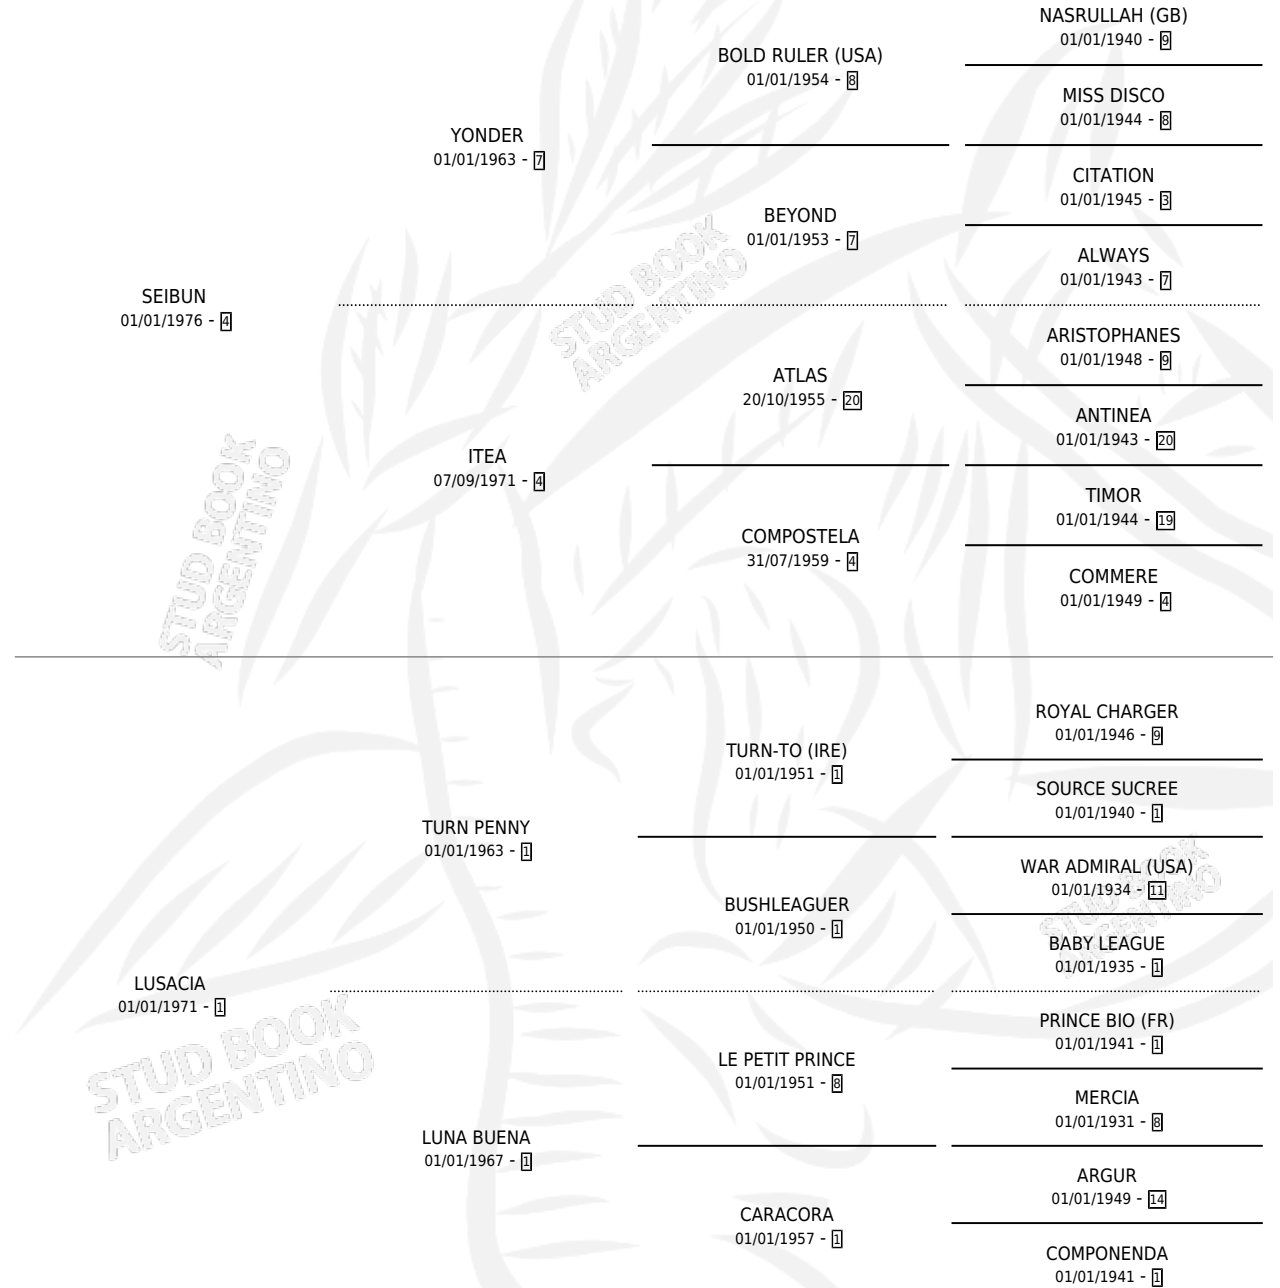 NASRULLAH (GB)
01/01/1940 - 9
BOLD RULER (USA)
01/01/1954 - 8
MISS DISCO
01/01/1944 - 8
YONDER
01/01/1963 - 7
CITATION
01/01/1945 - 3
BEYOND
01/01/1953 - 7
ALWAYS
01/01/1943 - 7
SEIBUN
01/01/1976 - 4
ARISTOPHANES
01/01/1948 - 9
ATLAS
20/10/1955 - 20
ANTINEA
01/01/1943 - 20
ITEA
07/09/1971 - 4
TIMOR
01/01/1944 - 19
COMPOSTELA
31/07/1959 - 4
COMMERE
01/01/1949 - 4
ROYAL CHARGER
01/01/1946 - 9
TURN-TO (IRE)
01/01/1951 - 1
SOURCE SUCREE
01/01/1940 - 1
TURN PENNY
01/01/1963 - 1
WAR ADMIRAL (USA)
01/01/1934 - 11
BUSHLEAGUER
01/01/1950 - 1
BABY LEAGUE
01/01/1935 - 1
LUSACIA
01/01/1971 - 1
PRINCE BIO (FR)
01/01/1941 - 1
LE PETIT PRINCE
01/01/1951 - 8
MERCIA
01/01/1931 - 8
LUNA BUENA
01/01/1967 - 1
ARGUR
01/01/1949 - 14
CARACORA
01/01/1957 - 1
COMPONENDA
01/01/1941 - 1
STUD BOOK
ARGENTINO
STUD BOOK
ARGENTINO
STUD BOOK
ARGENTINO
STUD BOOK
ARGENTINO